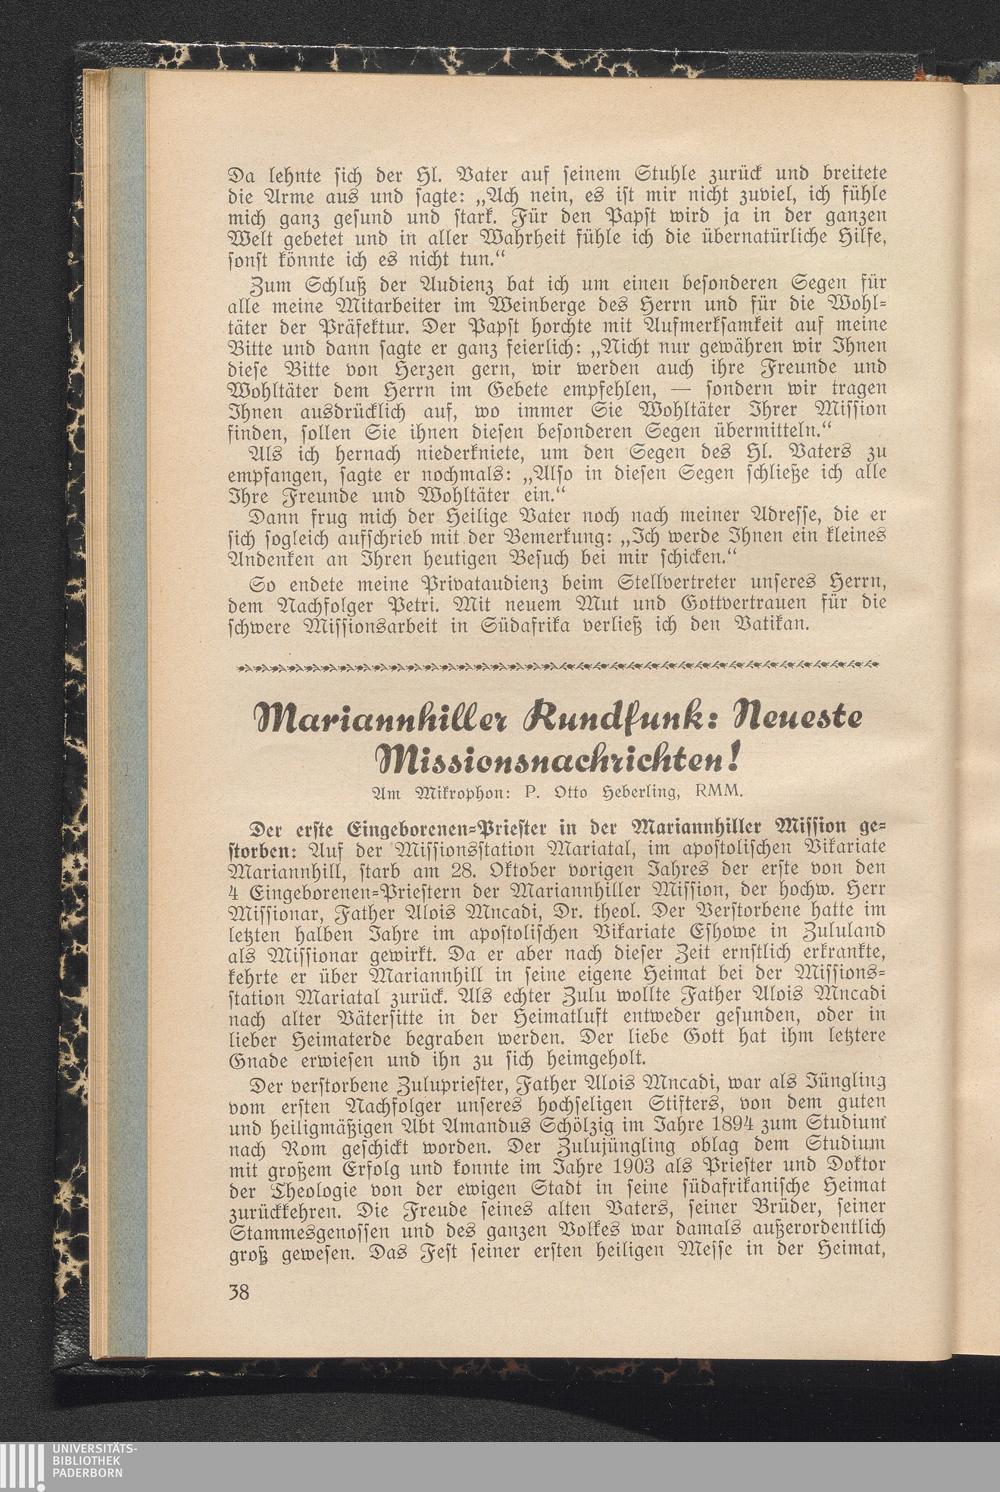 Da lehnte sich der Hl. Vater auf seinem Stuhle zurück und breitete
die Arme aus und sagte: „Ach nein, es ist mir nicht zuviel, ich fühle
mich ganz gesund und stark. Für den Papst wird ja in der ganzen
Welt gebetet und in aller Wahrheit fühle ich die übernatürliche Hilfe,
sonst könnte ich es nicht tun.“
Zum Schluß der Audienz bat ich um einen besonderen Segen für
alle meine Mitarbeiter im Weinberge des Herrn und für die Wohl-
täter der Präfektur. Der Papst horchte mit Aufmerksamkeit auf meine
Bitte und dann sagte er ganz feierlich: „Nicht nur gewähren wir Ihnen
diese Bitte von Herzen gern, wir werden auch ihre Freunde und
Wohltäter dem Herrn im Gebete empfehlen, — sondern wir tragen
Ihnen ausdrücklich auf, wo immer Sie Wohltäter Ihrer Mission
finden, sollen Sie ihnen diesen besonderen Segen übermitteln.“
Als ich hernach niederkniete, um den Segen des Hl. Vaters zu
empfangen, sagte er nochmals: „Also in diesen Segen schließe ich alle
Ihre Freunde und Wohltäter ein.“
Dann frug mich der Heilige Vater noch nach meiner Adresse, die er
sich sogleich aufschrieb mit der Bemerkung: „Ich werde Ihnen ein kleines
Andenken an Ihren heutigen Besuch bei mir schicken.“
So endete meine Privataudienz beim Stellvertreter unseres Herrn,
dem Nachfolger Petri. Mit neuem Mut und Gottvertrauen für die
schwere Missionsarbeit in Südafrika verließ ich den Vatikan.
Mariannhiller Rundfunk: Neueste
Missionsnachrichten!
Am Mikrophon: P. Otto Heberling, RMM.
Der erste Eingeborenen-Priester in der Mariannhiller Mission ge-
storben: Auf der Missionsstation Mariatal, im apostolischen Vikariate
Mariannhill, starb am 28. Oktober vorigen Jahres der erste von den
4 Eingeborenen-Priestern der Mariannhiller Mission, der hochw. Herr
Missionar, Father Alois Mncadi, Dr. theol. Der Verstorbene hatte im
letzten halben Jahre im apostolischen Vikariate Eshowe in Zululand
als Missionar gewirkt. Da er aber nach dieser Zeit ernstlich erkrankte,
kehrte er über Mariannhill in seine eigene Heimat bei der Missions-
station Mariatal zurück. Als echter Zulu wollte Father Alois Mncadi
nach alter Vätersitte in der Heimatluft entweder gesunden, oder in
lieber Heimaterde begraben werden. Der liebe Gott hat ihm letztere
Gnade erwiesen und ihn zu sich heimgeholt.
Der verstorbene Zulupriester, Father Alois Mncadi, war als Jüngling
vom ersten Nachfolger unseres hochseligen Stifters, von dem guten
und heiligmäßigen Abt Amandus Schölzig im Jahre 1894 zum Studium
nach Rom geschickt worden. Der Zulujüngling oblag dem Studium
mit großem Erfolg und konnte im Jahre 1903 als Priester und Doktor
der Theologie von der ewigen Stadt in seine südafrikanische Heimat
zurückkehren. Die Freude seines alten Vaters, seiner Brüder, seiner
Stammesgenossen und des ganzen Volkes war damals außerordentlich
groß gewesen. Das Fest seiner ersten heiligen Messe in der Heimat,
38
UNIVERSITÄTS-
BIBLIOTHEK
PADERBORN